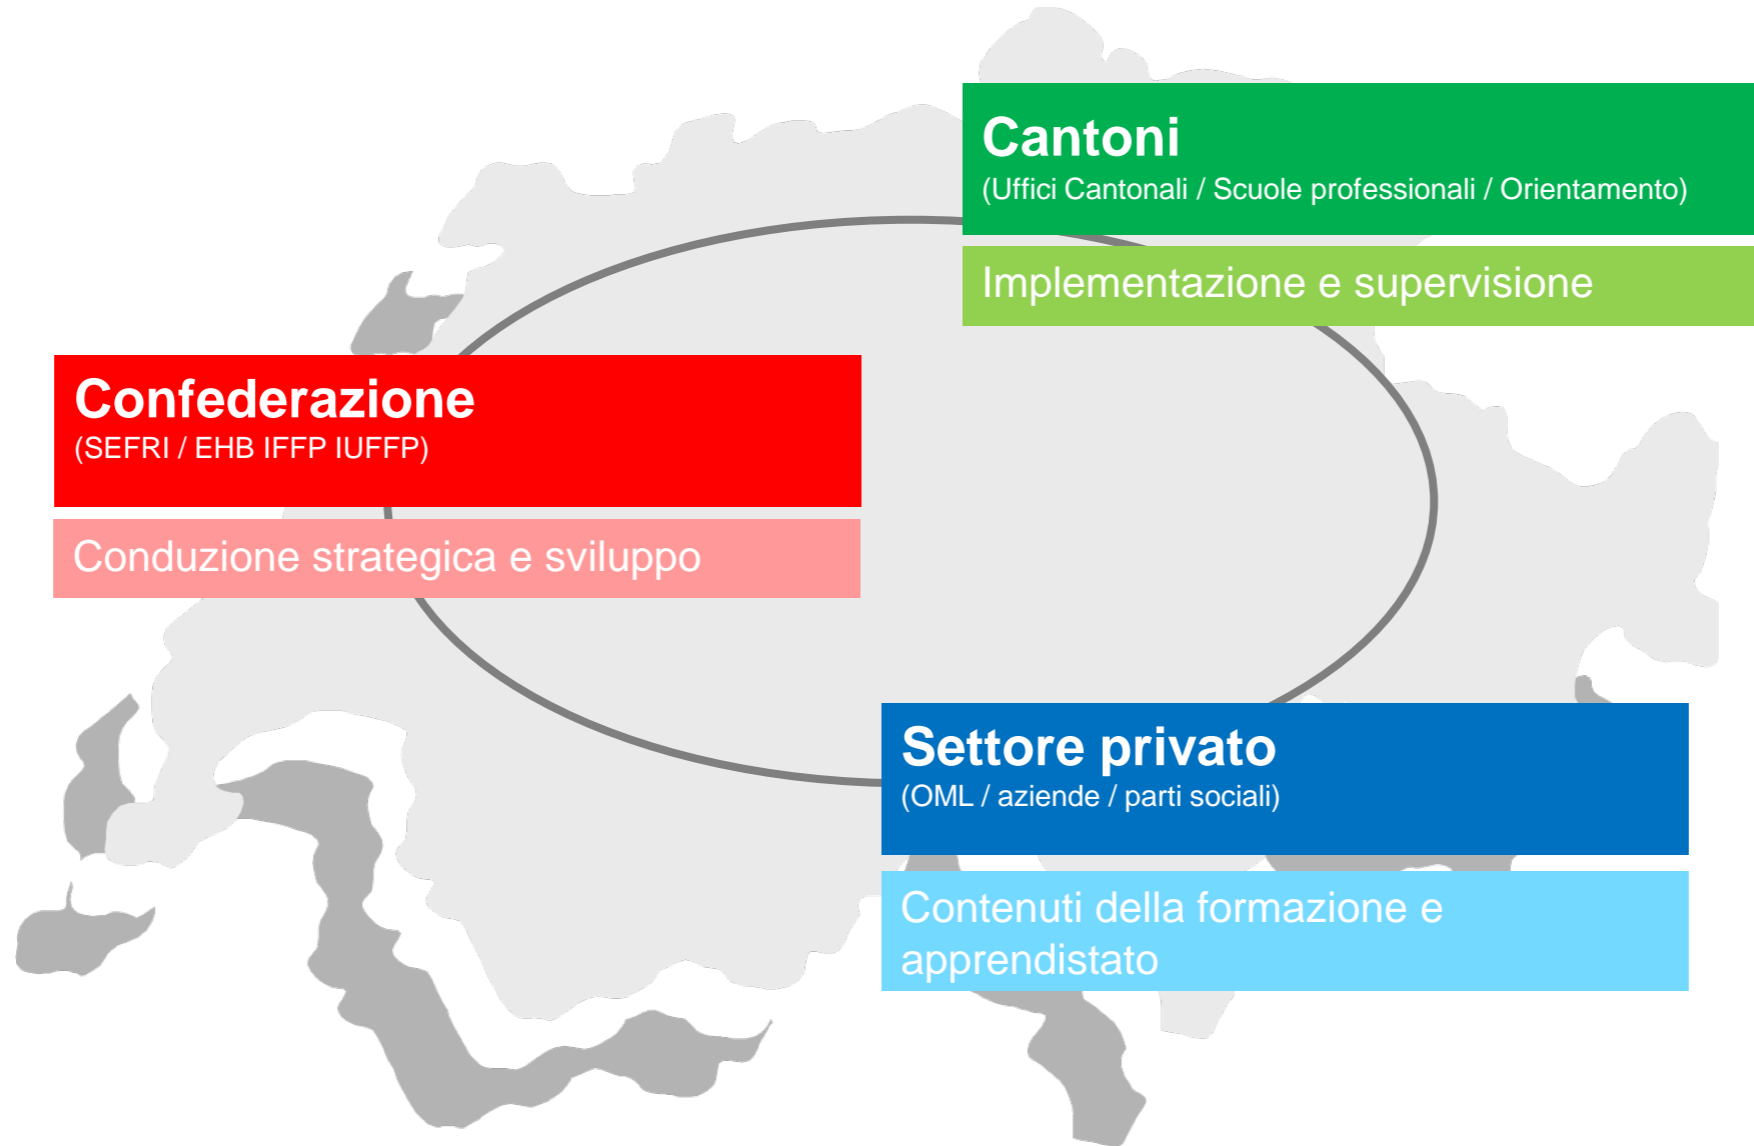 Cantoni
(Uffici Cantonali / Scuole professionali / Orientamento)
Implementazione e supervisione
Confederazione
(SEFRI / EHB IFFP IUFFP)
Conduzione strategica e sviluppo
Settore privato
(OML / aziende / parti sociali)
Contenuti della formazione e
apprendistato